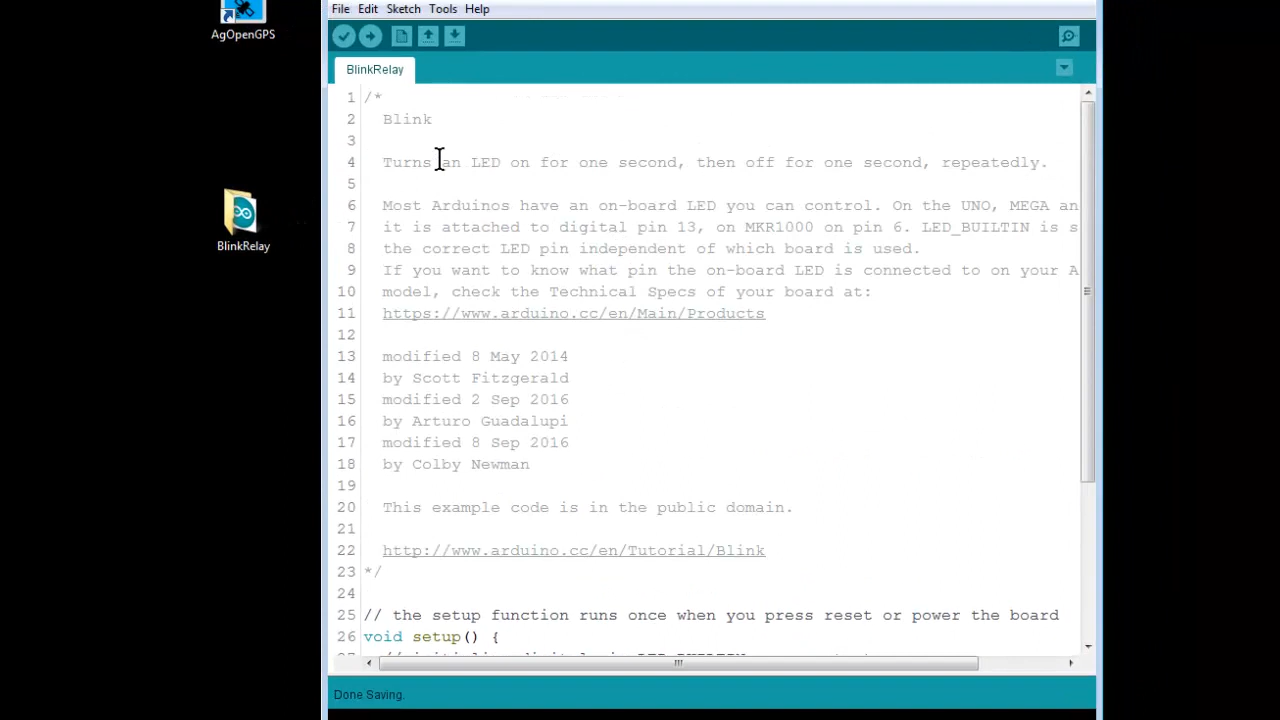 AgOpenGPS
BlinkRelay
File Edit Sketch Tools Help
BlinkRelay
1 /*
2 Blink
3
4 Turns an LED on for one second, then off for one second, repeatedly.
5
6 Most Arduinos have an on-board LED you can control. On the UNO, MEGA an
7 it is attached to digital pin 13, on MKR1000 on pin 6. LED_BUILTIN is s
8 the correct LED pin independent of which board is used.
9 If you want to know what pin the on-board LED is connected to on your A
10 model, check the Technical Specs of your board at:
11 https://www.arduino.cc/en/Main/Products
12
13 modified 8 May 2014
14 by Scott Fitzgerald
15 modified 2 Sep 2016
16 by Arturo Guadalupi
17 modified 8 Sep 2016
18 by Colby Newman
19
20 This example code is in the public domain.
21
22 http://www.arduino.cc/en/Tutorial/Blink
23 */
24
25 // the setup function runs once when you press reset or power the board
26 void setup() {
Done Saving.